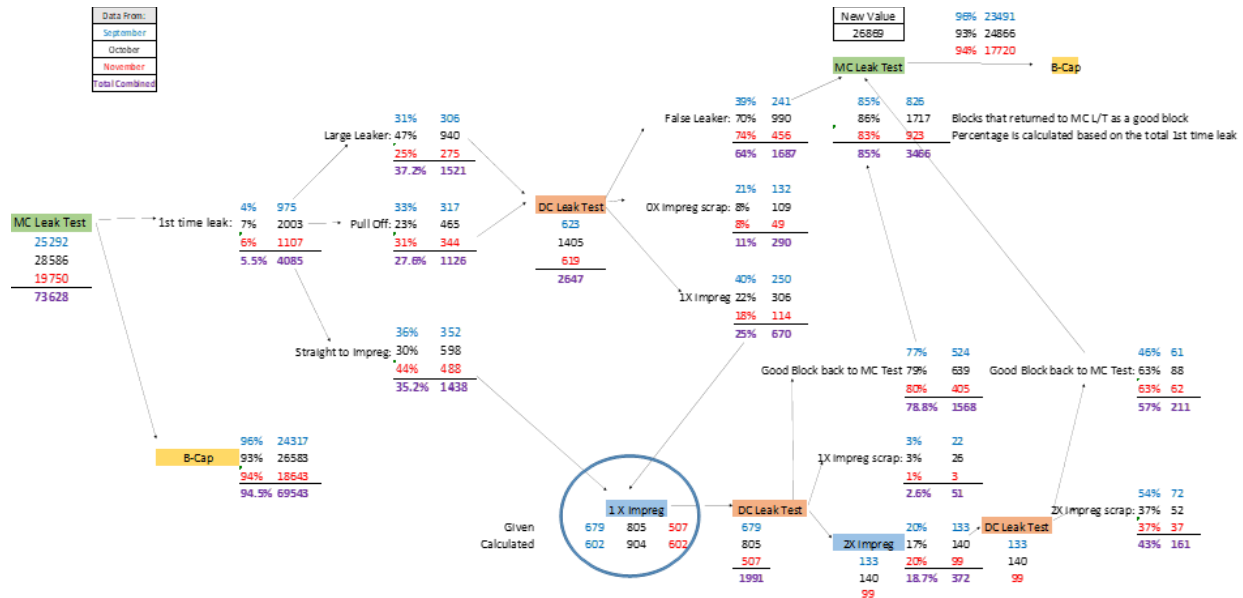 Data From:
September
October
November
Total Combined
New Value
26869
96% 23491
93% 24866
94% 17720
MC Leak Test
B-Cap
Large Leaker:
31% 306
47% 940
25% 275
37.2% 1521
False Leaker:
39% 241
70% 990
74% 456
64% 1687
85% 826
86% 1717
83% 923
85% 3466
Blocks that returned to MC L/T as a good block
Percentage is calculated based on the total 1st time leak
MC Leak Test
25292
28586
19750
73628
1st time leak:
4% 975
7% 2003
6% 1107
5.5% 4085
Pull Off:
33% 317
23% 465
31% 344
27.6% 1126
DC Leak Test
623
1405
619
2647
0X Impreg scrap:
21% 132
8% 109
8% 49
11% 290
1X Impreg
40% 250
22% 306
18% 114
25% 670
Straight to Impreg:
36% 352
30% 598
44% 488
35.2% 1438
Good Block back to MC Test
77% 524
79% 639
80% 405
78.8% 1568
Good Block back to MC Test:
46% 61
63% 88
63% 62
57% 211
B-Cap
96% 24317
93% 26583
94% 18643
94.5% 69543
1X Impreg scrap:
3% 22
3% 26
1% 3
2.6% 51
1 X Impreg
Given 679 805 507
Calculated 602 904 602
DC Leak Test
679
805
507
1991
2X Impreg
133
140
99
20% 133
17% 140
20% 99
18.7% 372
DC Leak Test
133
140
99
2X Impreg scrap:
54% 72
37% 52
37% 37
43% 161